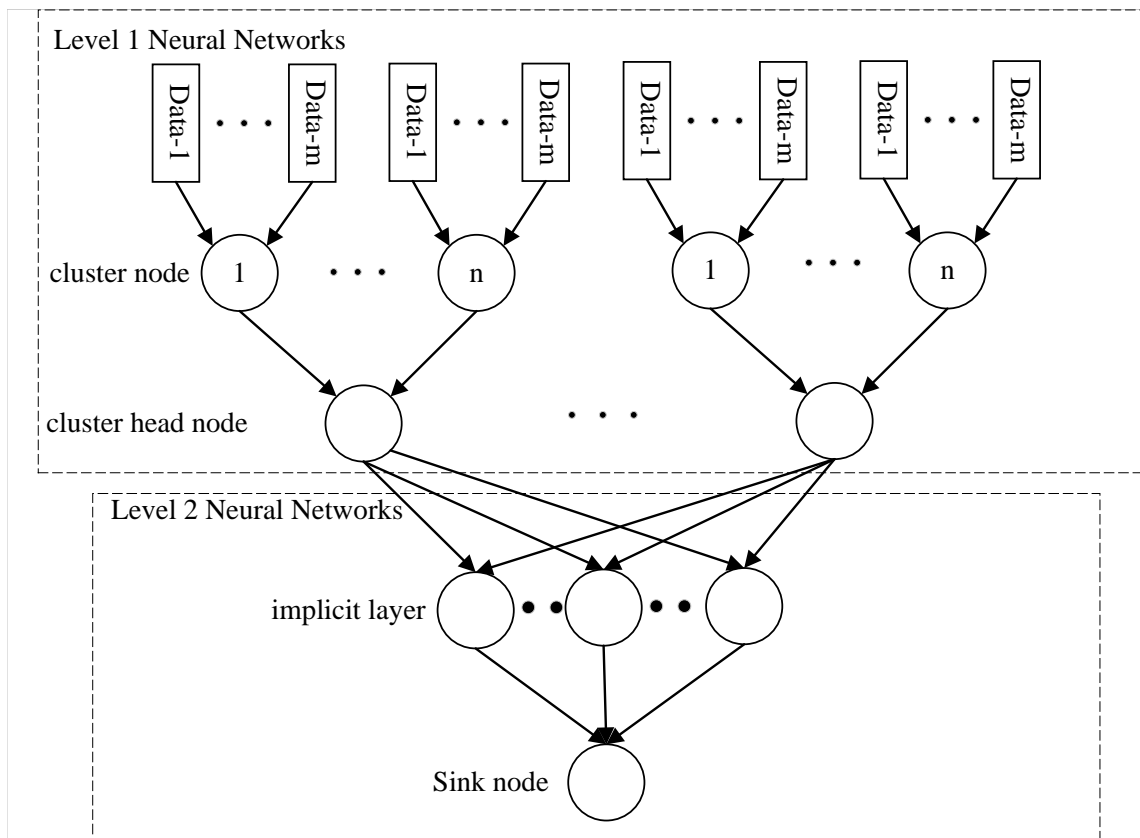 Level 1 Neural Networks
Data-1
Data-m
Data-1
Data-m
Data-1
Data-m
Data-1
Data-m
cluster node
1
n
1
n
cluster head node
Level 2 Neural Networks
implicit layer
Sink node